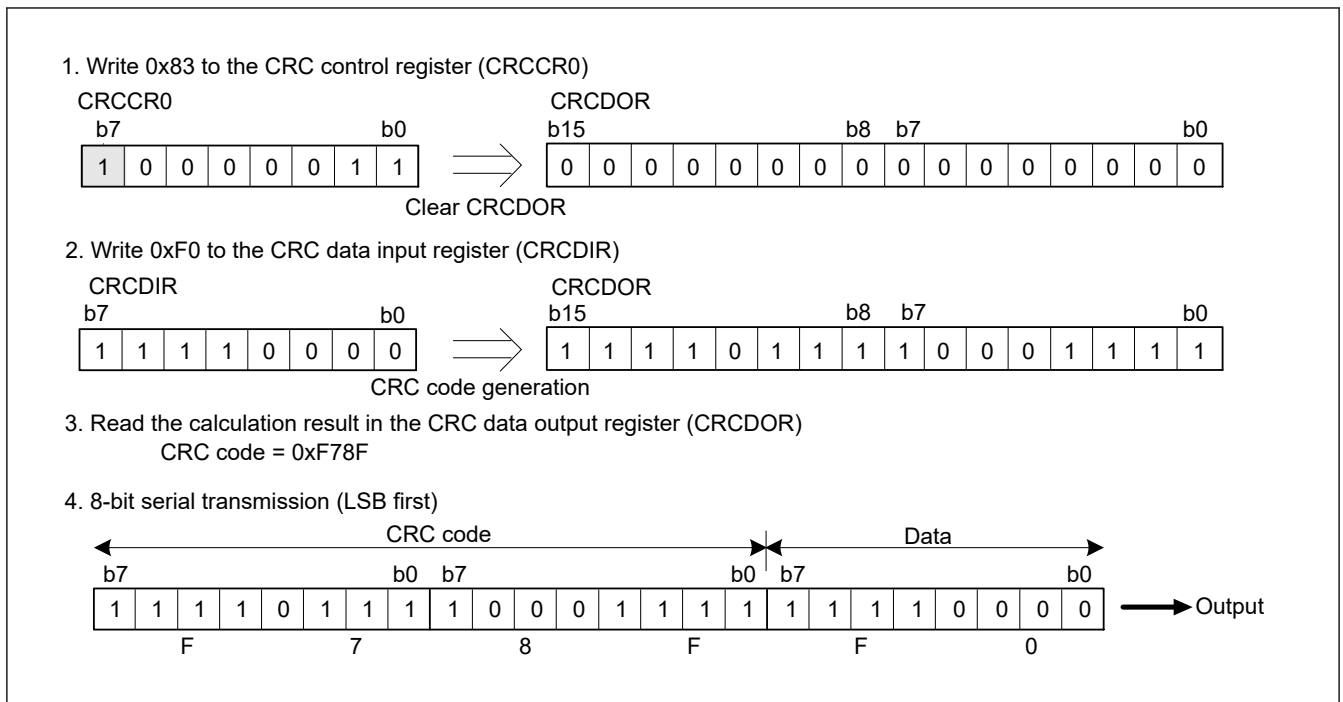 1. Write 0x83 to the CRC control register (CRCCR0)
CRCCR0 CRCDOR
b7 b0 b15 b8 b7 b0
1 0 0 0 0 0 1 1 0 0 0 0 0 0 0 0 0 0 0 0 0 0 0 0
Clear CRCDOR
2. Write 0xF0 to the CRC data input register (CRCDIR)
CRCDIR CRCDOR
b7 b0 b15 b8 b7 b0
1 1 1 1 0 0 0 0 1 1 1 1 0 1 1 1 1 0 0 0 1 1 1 1
CRC code generation
3. Read the calculation result in the CRC data output register (CRCDOR)
CRC code = 0xF78F
4. 8-bit serial transmission (LSB first)
CRC code Data
b7 b0 b7 b0 b7 b0
1 1 1 1 0 1 1 1 1 0 0 0 1 1 1 1 1 1 1 1 0 0 0 0 Output
F 7 8 F F 0